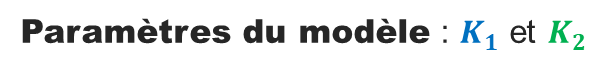 Paramètres du modèle : K₁ et K₂